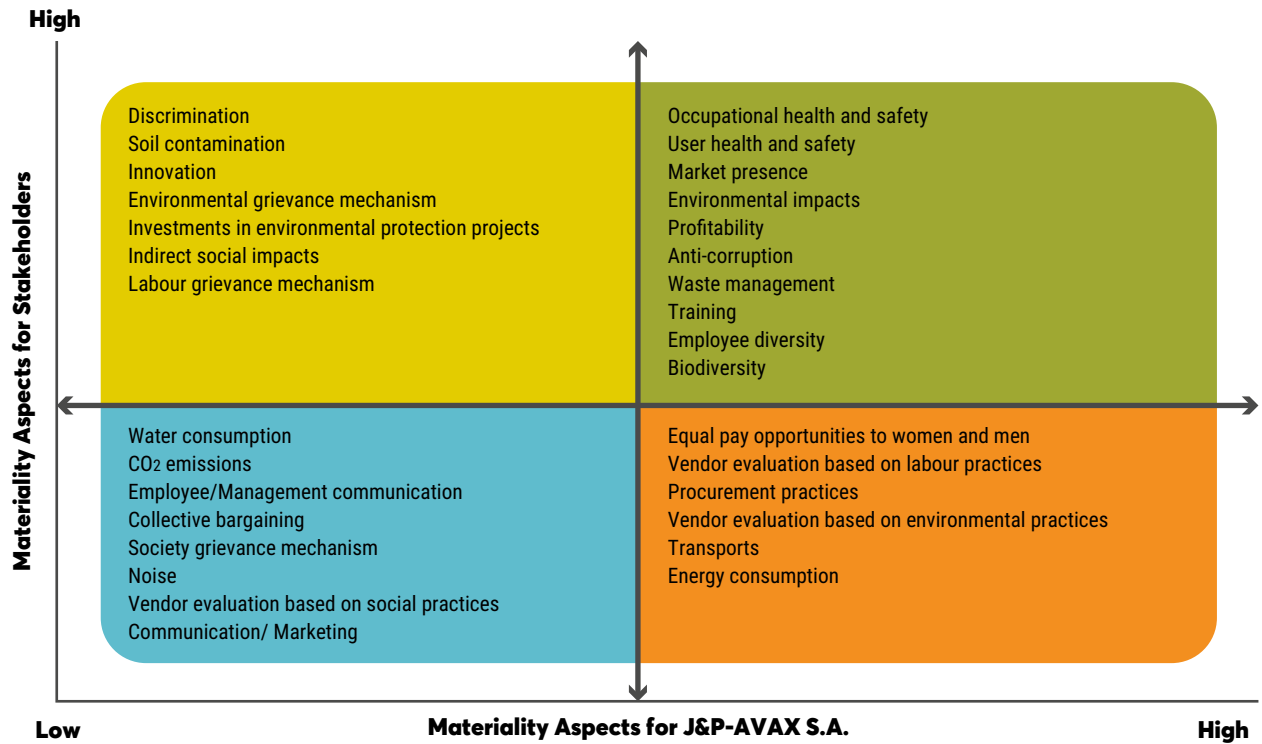 High
Materiality Aspects for Stakeholders
Discrimination
Soil contamination
Innovation
Environmental grievance mechanism
Investments in environmental protection projects
Indirect social impacts
Labour grievance mechanism
Occupational health and safety
User health and safety
Market presence
Environmental impacts
Profitability
Anti-corruption
Waste management
Training
Employee diversity
Biodiversity
Water consumption
CO2 emissions
Employee/Management communication
Collective bargaining
Society grievance mechanism
Noise
Vendor evaluation based on social practices
Communication/ Marketing
Equal pay opportunities to women and men
Vendor evaluation based on labour practices
Procurement practices
Vendor evaluation based on environmental practices
Transports
Energy consumption
Low
Materiality Aspects for J&P-AVAX S.A.
High